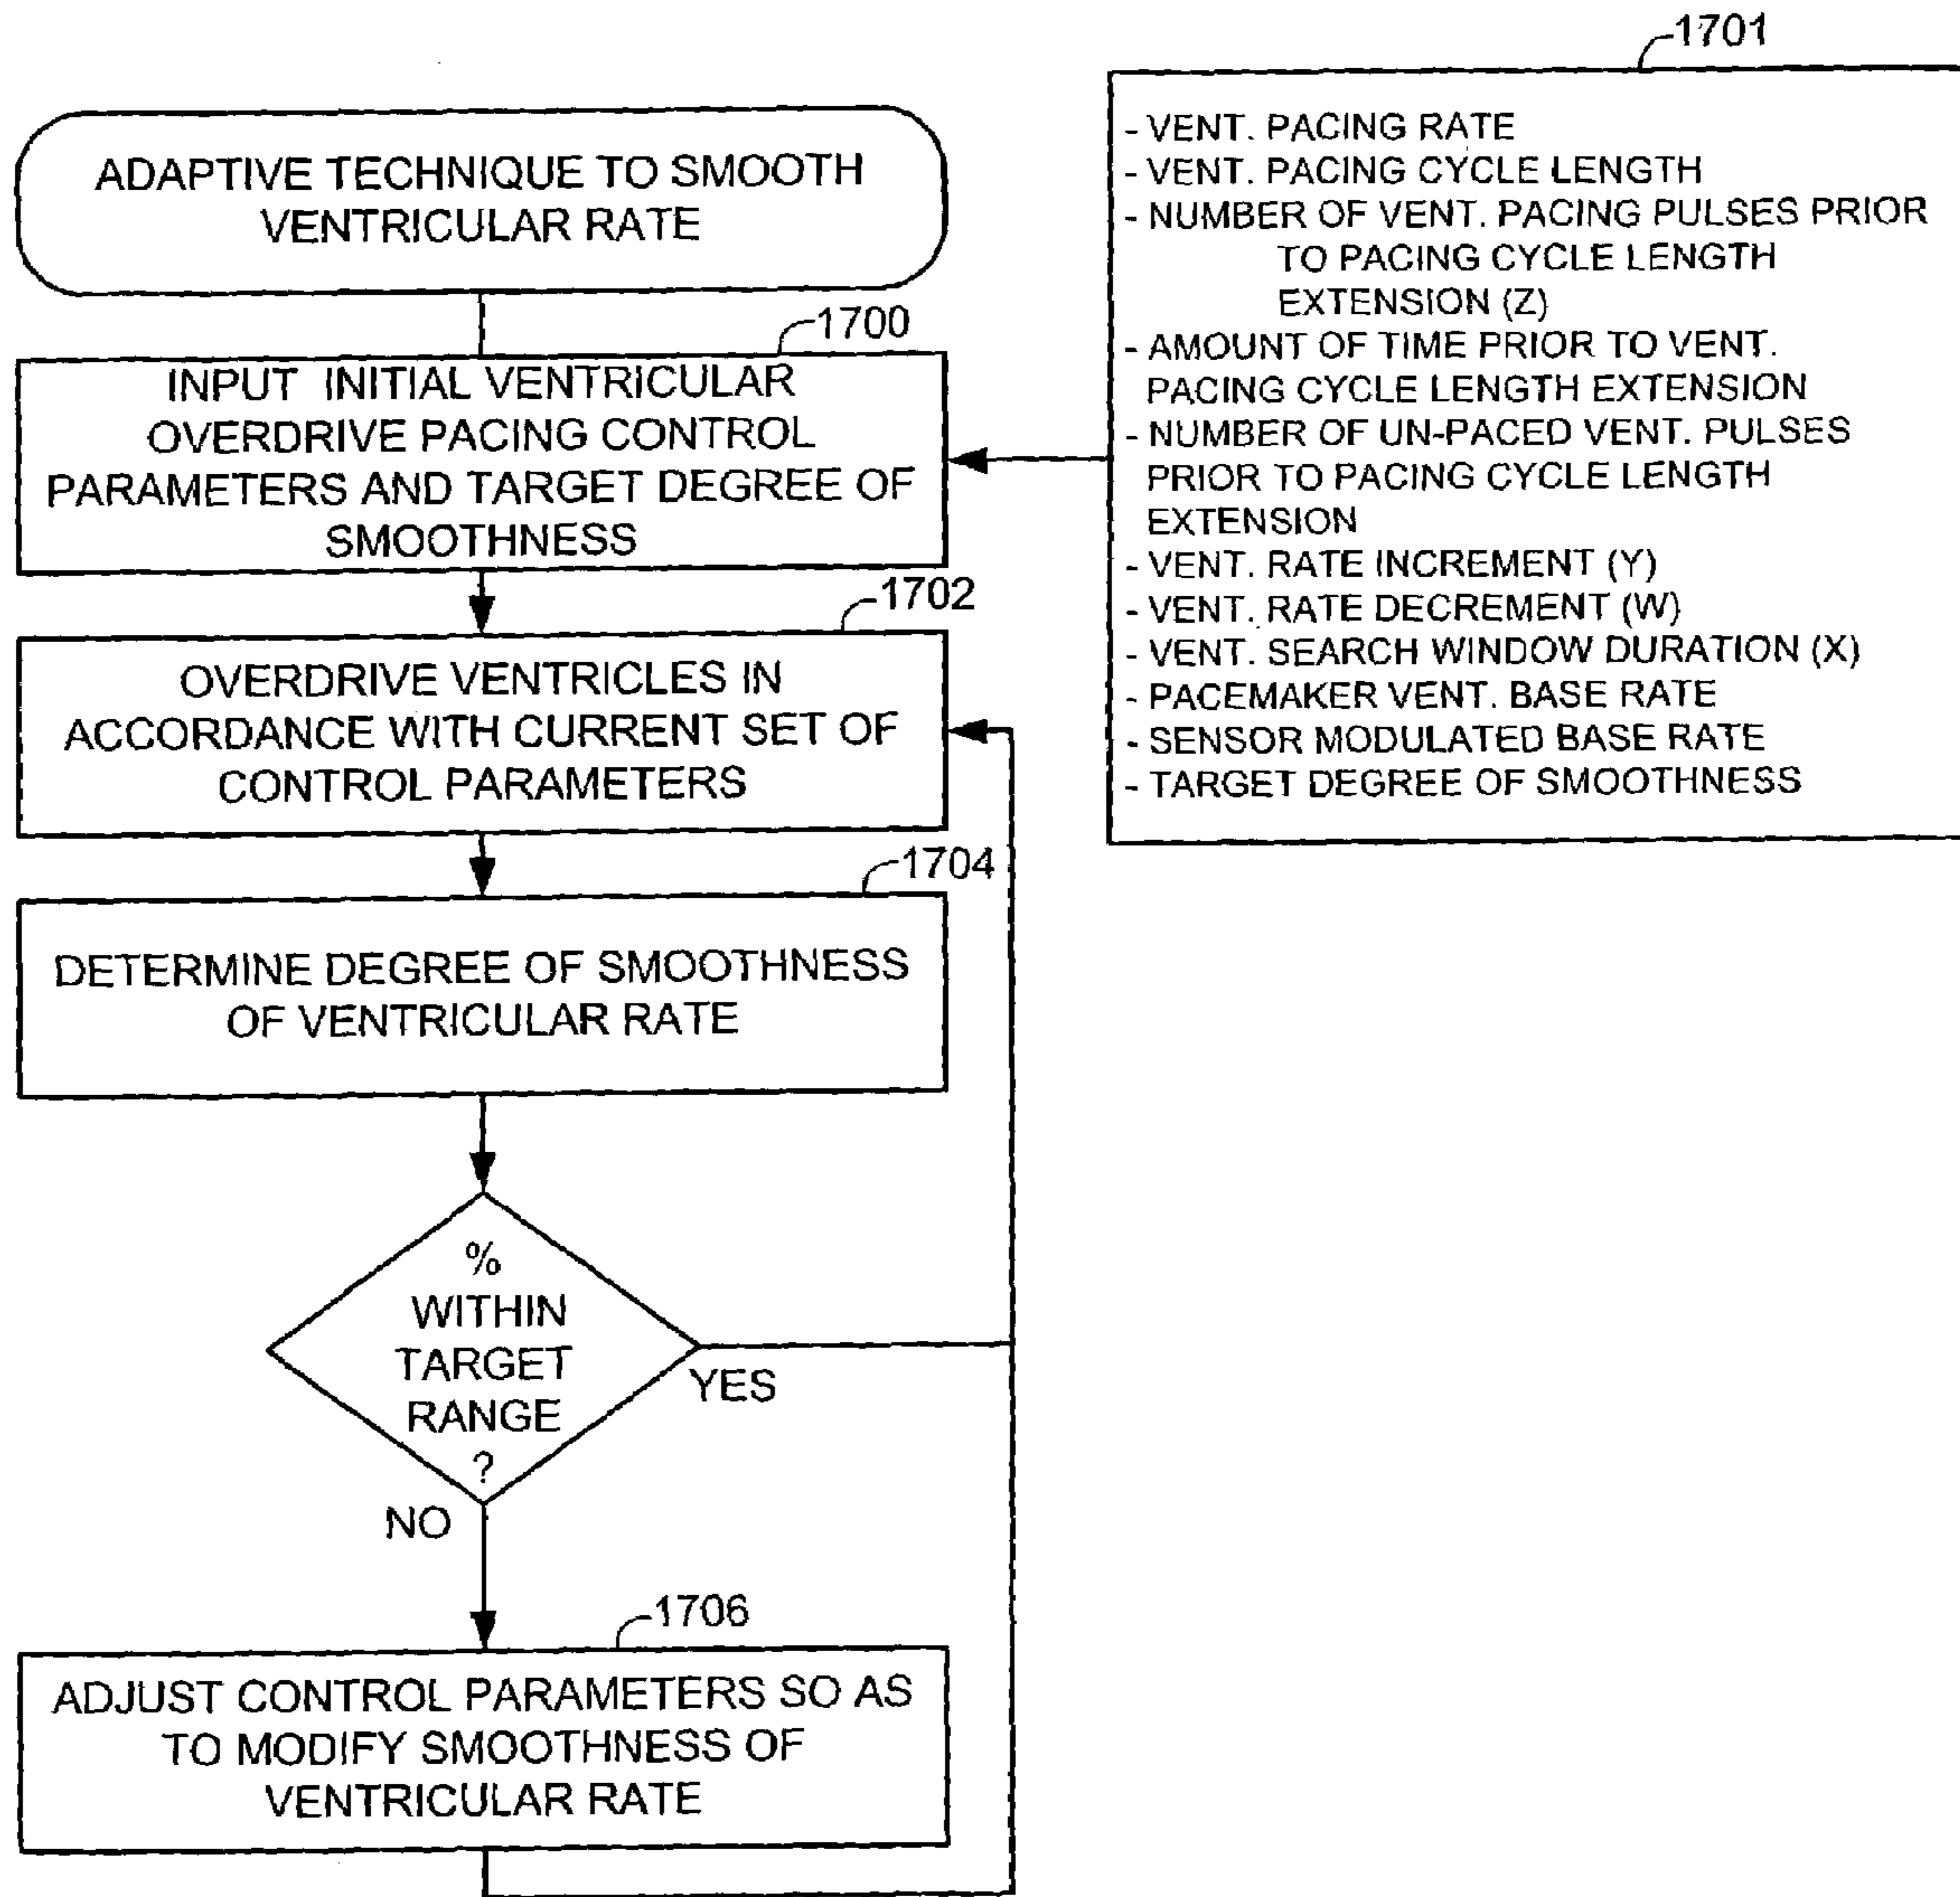 ADAPTIVE TECHNIQUE TO SMOOTH
VENTRICULAR RATE
1700
INPUT INITIAL VENTRICULAR
OVERDRIVE PACING CONTROL
PARAMETERS AND TARGET DEGREE OF
SMOOTHNESS
1701
- VENT. PACING RATE
- VENT. PACING CYCLE LENGTH
- NUMBER OF VENT. PACING PULSES PRIOR
TO PACING CYCLE LENGTH
EXTENSION (Z)
- AMOUNT OF TIME PRIOR TO VENT.
PACING CYCLE LENGTH EXTENSION
- NUMBER OF UN-PACED VENT. PULSES
PRIOR TO PACING CYCLE LENGTH
EXTENSION
- VENT. RATE INCREMENT (Y)
- VENT. RATE DECREMENT (W)
- VENT. SEARCH WINDOW DURATION (X)
- PACEMAKER VENT. BASE RATE
- SENSOR MODULATED BASE RATE
- TARGET DEGREE OF SMOOTHNESS
1702
OVERDRIVE VENTRICLES IN
ACCORDANCE WITH CURRENT SET OF
CONTROL PARAMETERS
1704
DETERMINE DEGREE OF SMOOTHNESS
OF VENTRICULAR RATE
%
WITHIN
TARGET
RANGE
?
YES
NO
1706
ADJUST CONTROL PARAMETERS SO AS
TO MODIFY SMOOTHNESS OF
VENTRICULAR RATE